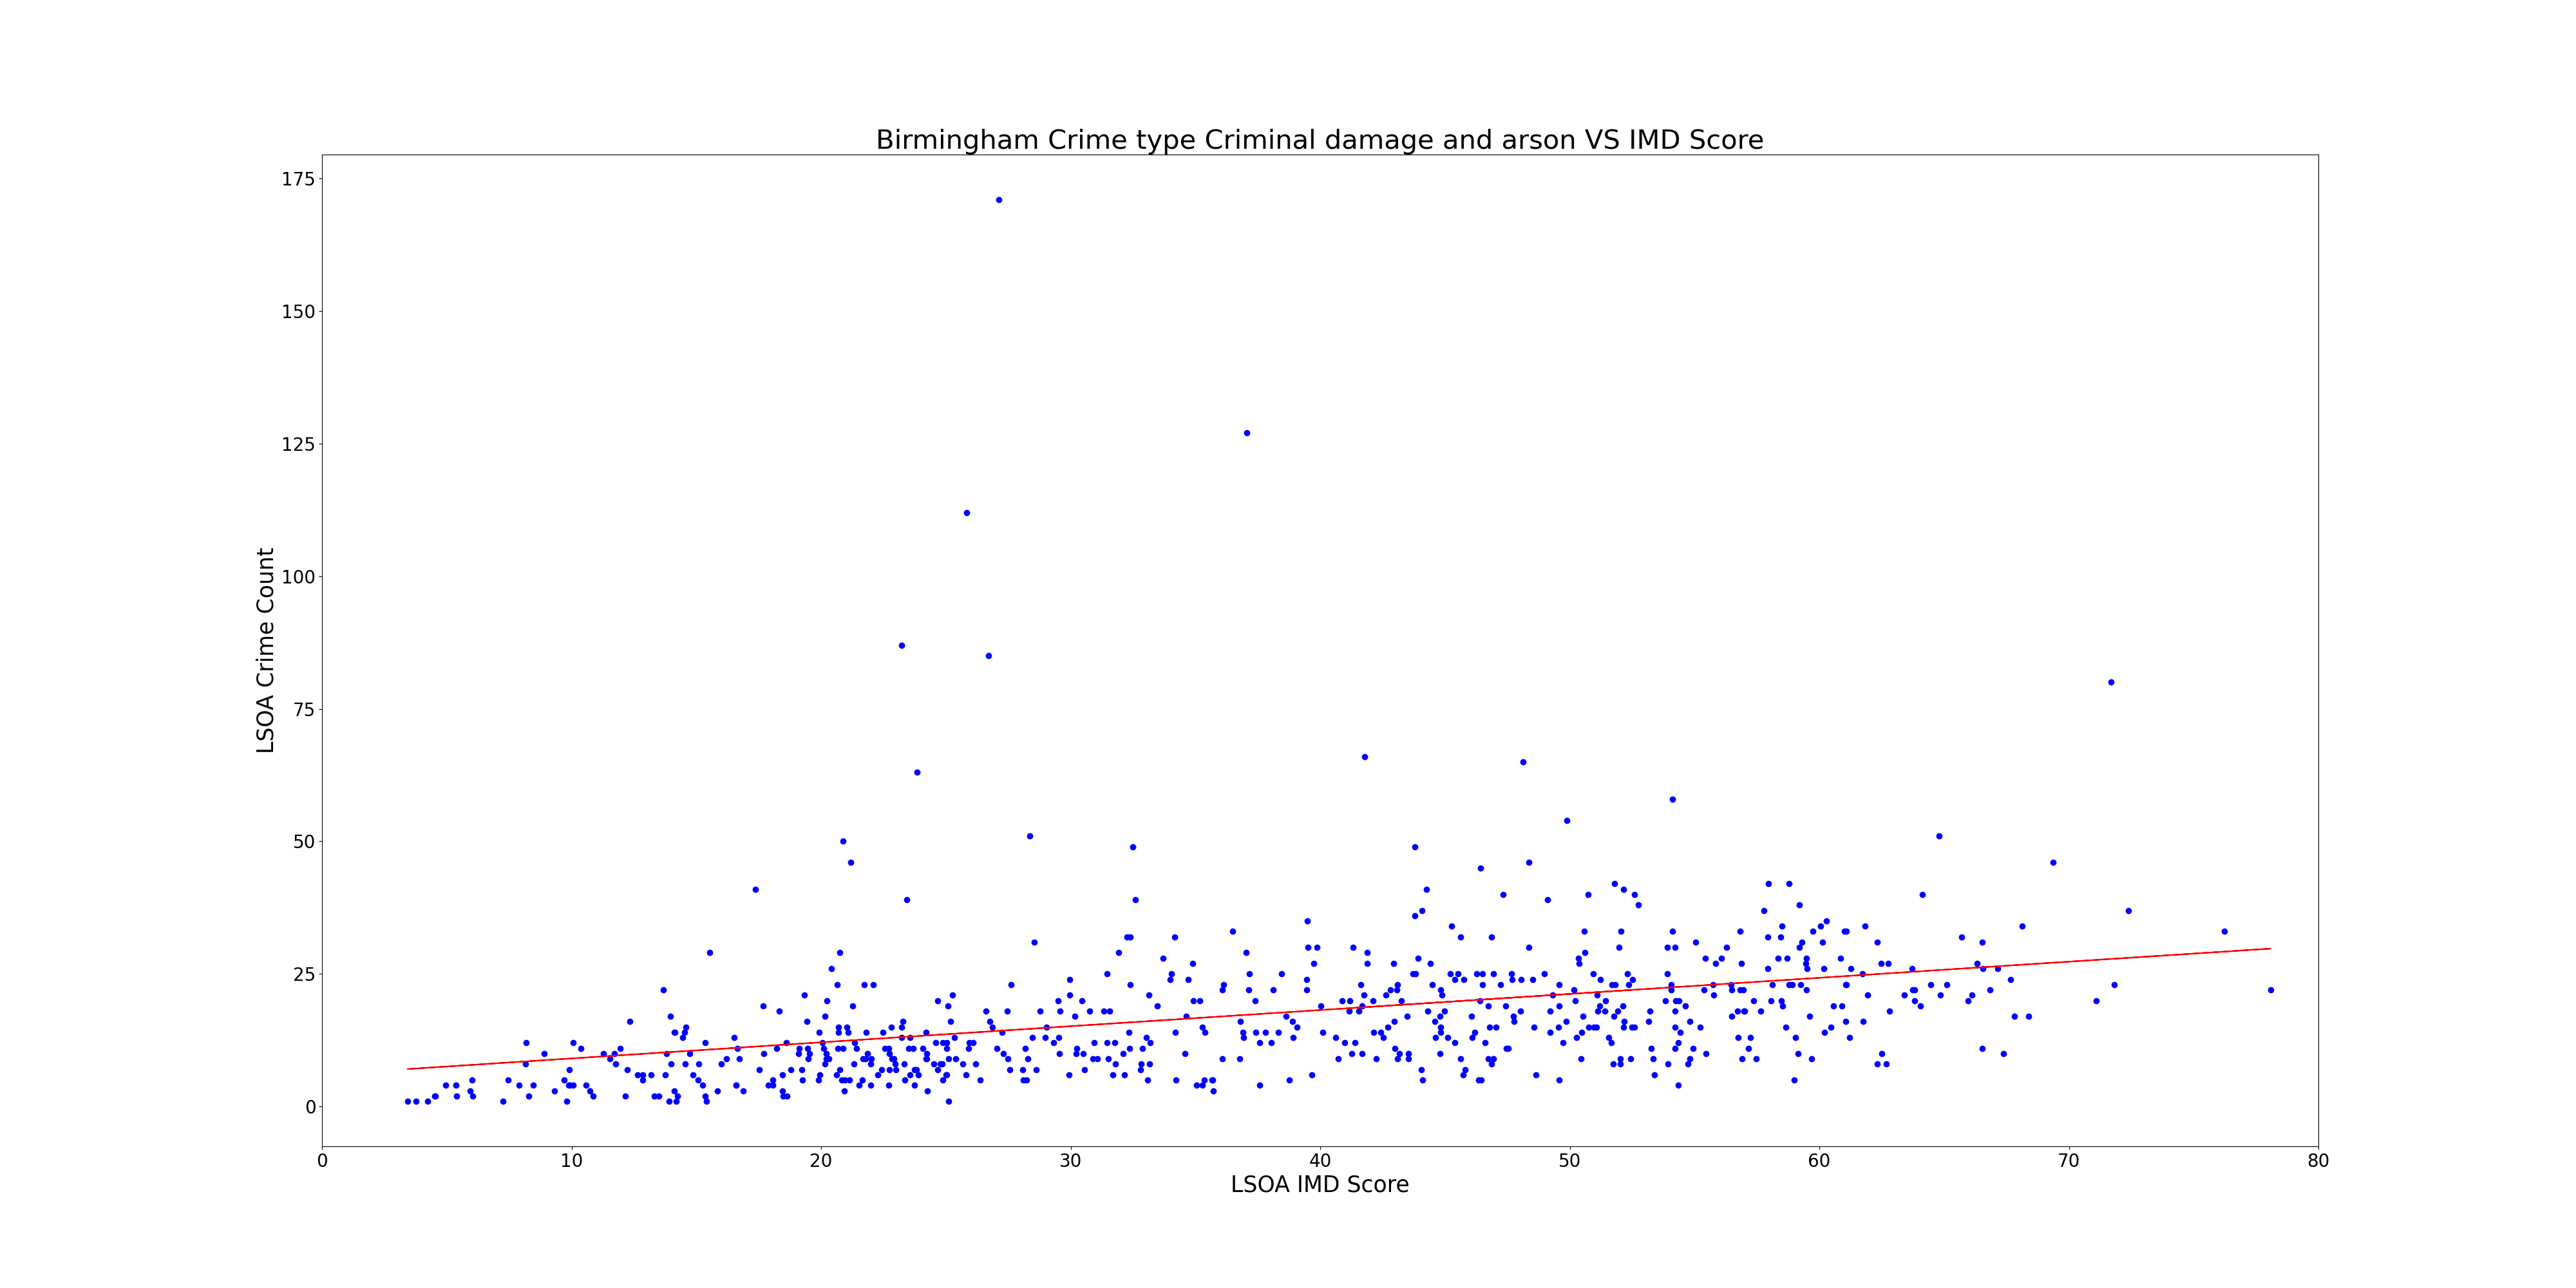 Birmingham Crime type Criminal damage and arson VS IMD Score
175
150
125
100
75
50
25
0
LSOA Crime Count
0 10 20 30 40 50 60 70 80
LSOA IMD Score